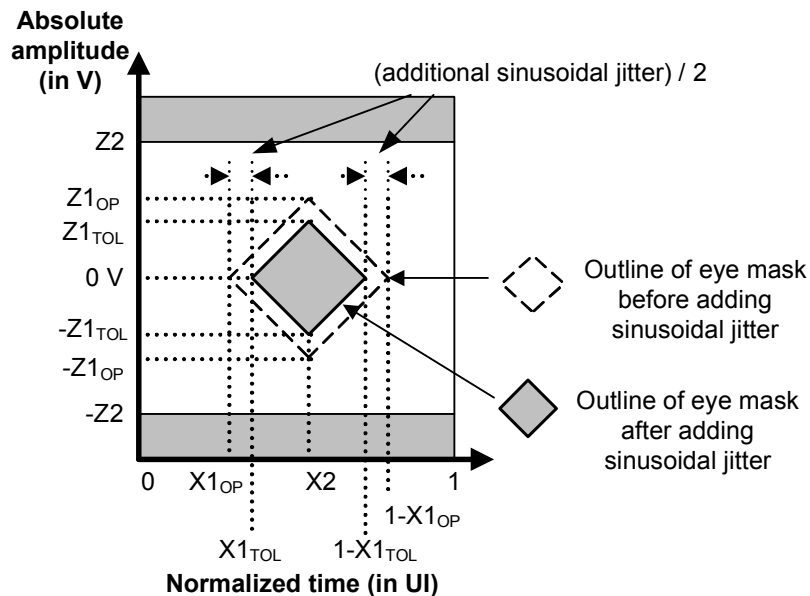 Absolute
amplitude
(in V)
(additional sinusoidal jitter) / 2
Z2
Z1OP
Z1TOL
0 V
-Z1TOL
-Z1OP
-Z2
Outline of eye mask
before adding
sinusoidal jitter
Outline of eye mask
after adding
sinusoidal jitter
0 X1OP X2 1
1-X1OP
X1TOL 1-X1TOL
Normalized time (in UI)